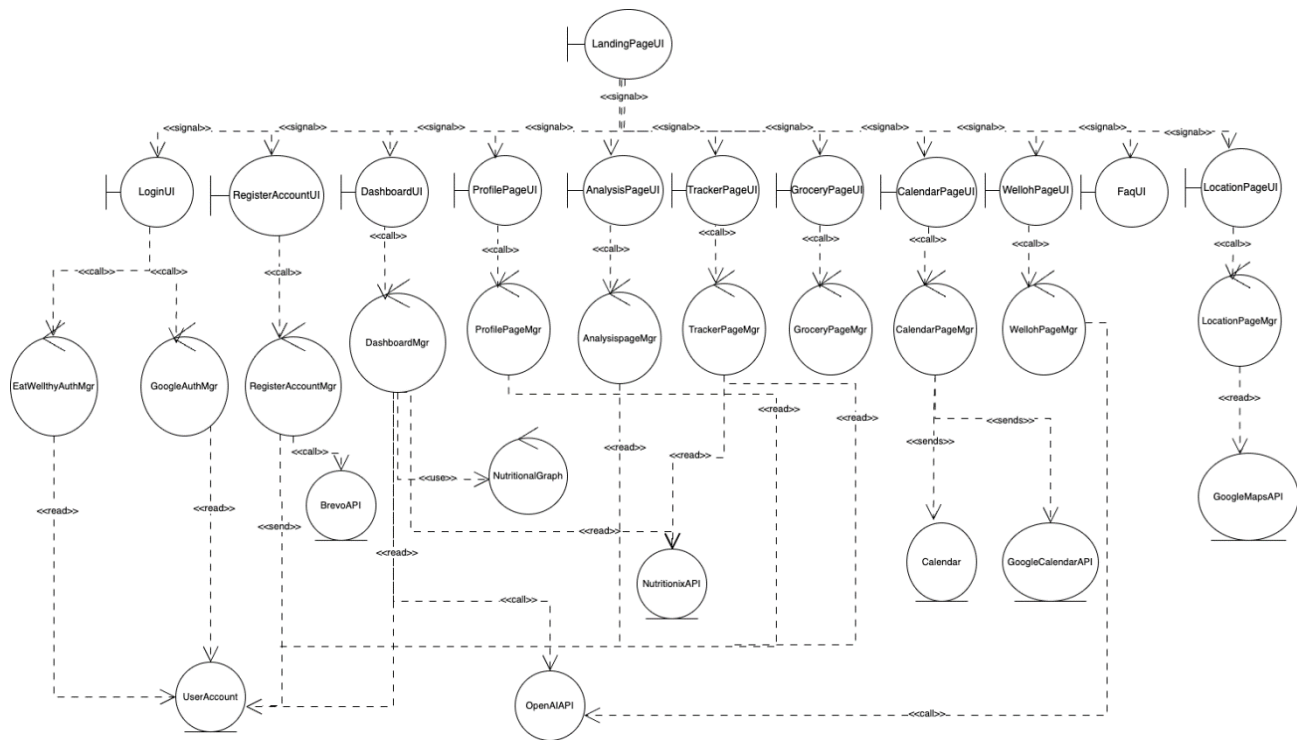 LandingPageUI
<<signal>>
<<signal>> <<signal>> <<signal>> <<signal>> <<signal>> <<signal>> <<signal>> <<signal>> <<signal>> <<signal>> <<signal>>
LoginUI
RegisterAccountUI
DashboardUI
ProfilePageUI
AnalysisPageUI
TrackerPageUI
GroceryPageUI
CalendarPageUI
WellohPageUI
FaqUI
LocationPageUI
<<call>> <<call>> <<call>> <<call>> <<call>> <<call>> <<call>> <<call>> <<call>>
<<call>> <<call>>
EatWellthyAuthMgr
GoogleAuthMgr
RegisterAccountMgr
DashboardMgr
ProfilePageMgr
AnalysispageMgr
TrackerPageMgr
GroceryPageMgr
CalendarPageMgr
WellohPageMgr
LocationPageMgr
<<read>> <<read>> <<read>>
<<sends>>
<<call>> <<read>> <<read>> <<sends>>
NutritionalGraph
<<use>>
BrevoAPI
GoogleMapsAPI
<<read>> <<read>> <<send>> <<read>>
<<read>>
Calendar
GoogleCalendarAPI
NutritionixAPI
<<call>>
UserAccount
OpenAIAPI
<<call>>